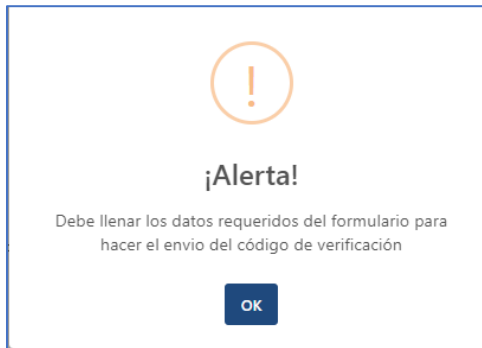 ¡Alerta!
Debe llenar los datos requeridos del formulario para
hacer el envio del código de verificación
OK